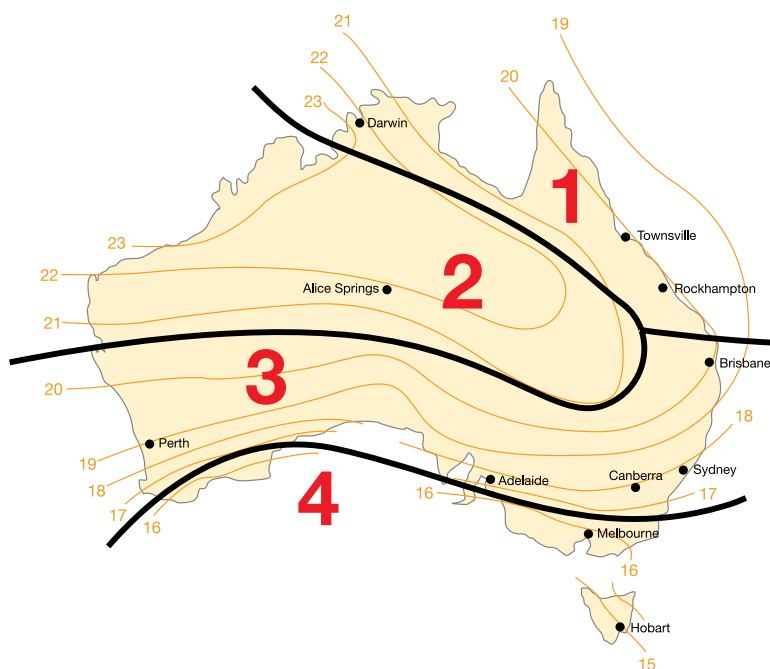 21
19
22
20
23
Darwin
1
Townsville
23
2
22
Alice Springs
Rockhampton
21
Brisbane
3
20
18
Perth
19
Sydney
Canberra
18
Adelaide
4
16
17
17
16
Melbourne
16
Hobart
15